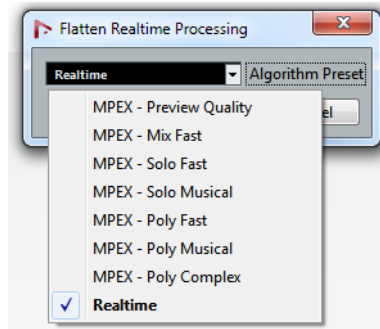 Flatten Realtime Processing
Realtime
Algorithm Preset
el
MPEX - Preview Quality
MPEX - Mix Fast
MPEX - Solo Fast
MPEX - Solo Musical
MPEX - Poly Fast
MPEX - Poly Musical
MPEX - Poly Complex
Realtime